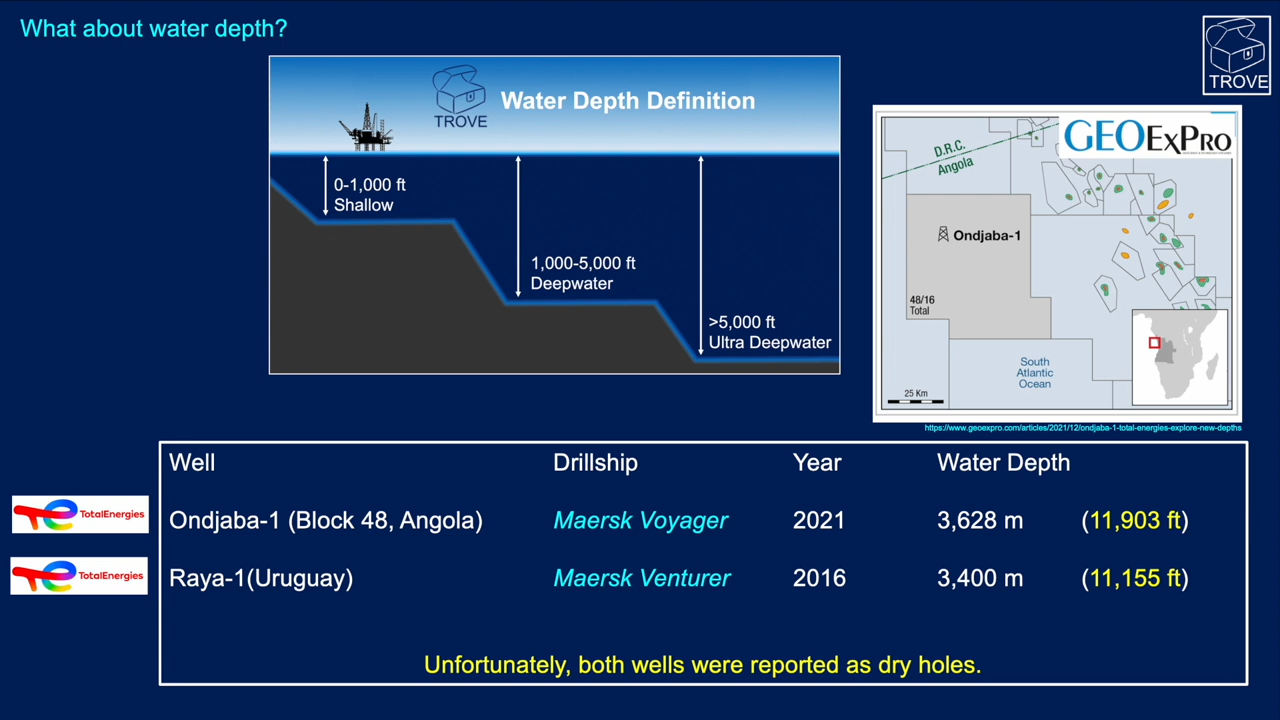 What about water depth?
TROVE
TROVE
Water Depth Definition
0-1,000 ft
Shallow
1,000-5,000 ft
Deepwater
>5,000 ft
Ultra Deepwater
GEOExPro
D.R.C.
Angola
Ondjaba-1
48/16
Total
South
Atlantic
Ocean
25 Km
https://www.geoexpro.com/articles/2021/12/ondjaba-1-total-energies-explore-new-depths
Well Drillship Year Water Depth
TotalEnergies
Ondjaba-1 (Block 48, Angola) Maersk Voyager 2021 3,628 m (11,903 ft)
TotalEnergies
Raya-1(Uruguay) Maersk Venturer 2016 3,400 m (11,155 ft)
Unfortunately, both wells were reported as dry holes.